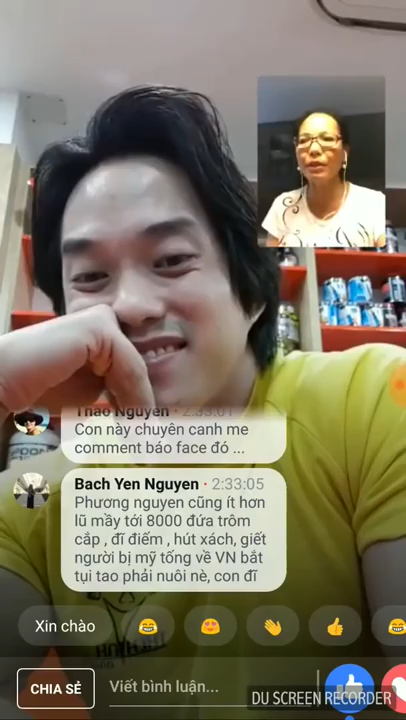 Thao Nguyen · 2:33:01
Con này chuyên canh me
comment báo face đó ...
Bach Yen Nguyen · 2:33:05
Phương nguyen cũng ít hơn
lũ mầy tới 8000 đứa trôm
cắp , đĩ điếm , hút xách, giết
người bị mỹ tống về VN bắt
tụi tao phải nuôi nè, con đĩ
Xin chào
CHIA SẺ
Viết bình luận...
DU SCREEN RECORDER